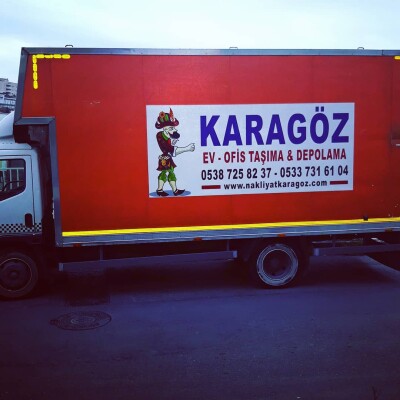 KARAGÖZ
EV - OFİS TAŞIMA & DEPOLAMA
0538 725 82 37 - 0533 731 61 04
www.nakliyatkaragoz.com